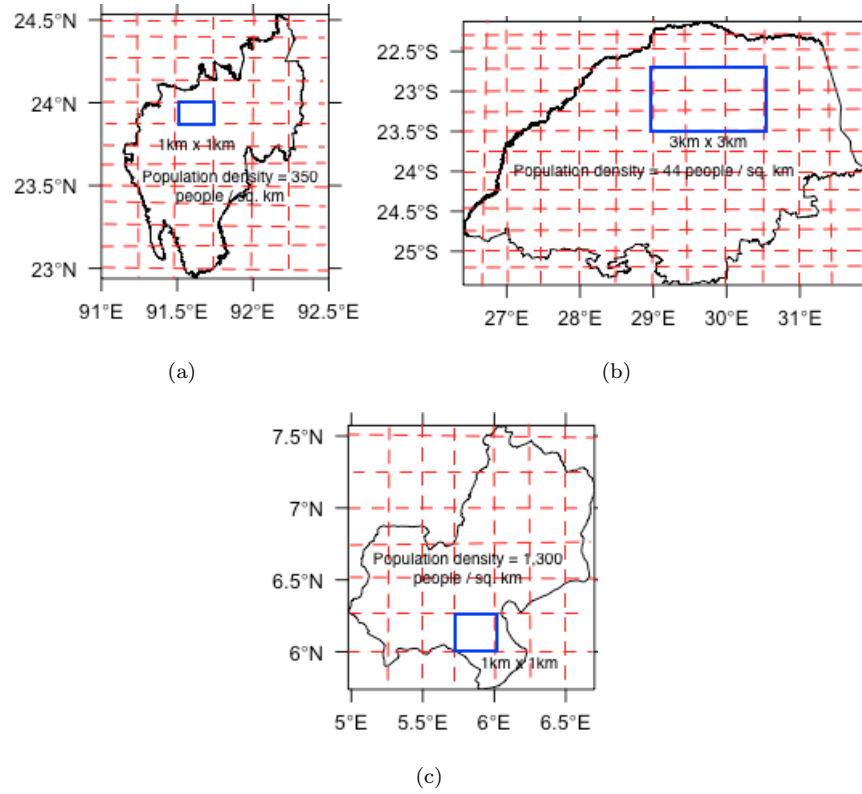 24.5°N
24°N
23.5°N
23°N
91°E 91.5°E 92°E 92.5°E
1km x 1km
Population density = 350
people / sq. km
(a)
22.5°S
23°S
23.5°S
24°S
24.5°S
25°S
27°E 28°E 29°E 30°E 31°E
3km x 3km
Population density = 44 people / sq. km
(b)
7.5°N
7°N
6.5°N
6°N
5°E 5.5°E 6°E 6.5°E
Population density = 1,300
people / sq. km
1km x 1km
(c)